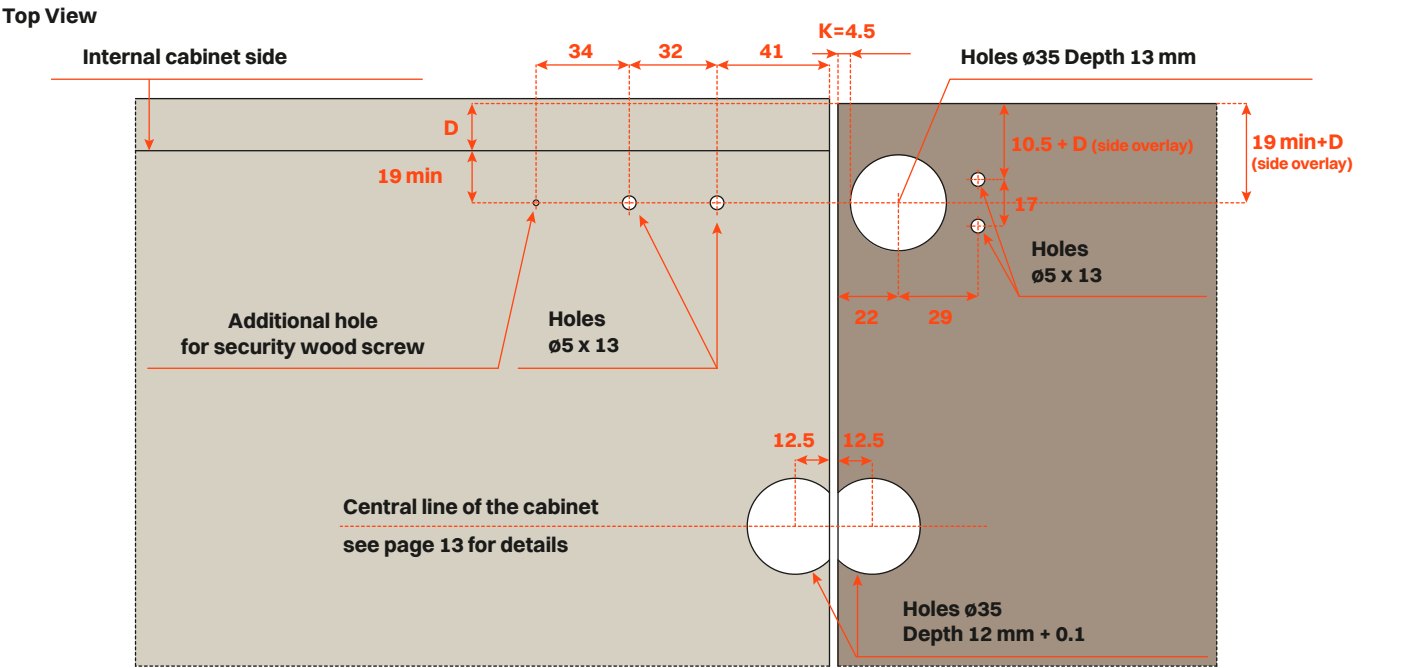 Top View
Internal cabinet side
34
32
41
K=4.5
Holes ø35 Depth 13 mm
D
19 min
10.5 + D (side overlay)
19 min+D
(side overlay)
17
Holes
ø5 x 13
22
29
Additional hole
for security wood screw
Holes
ø5 x 13
12.5
12.5
Central line of the cabinet
see page 13 for details
Holes ø35
Depth 12 mm + 0.1